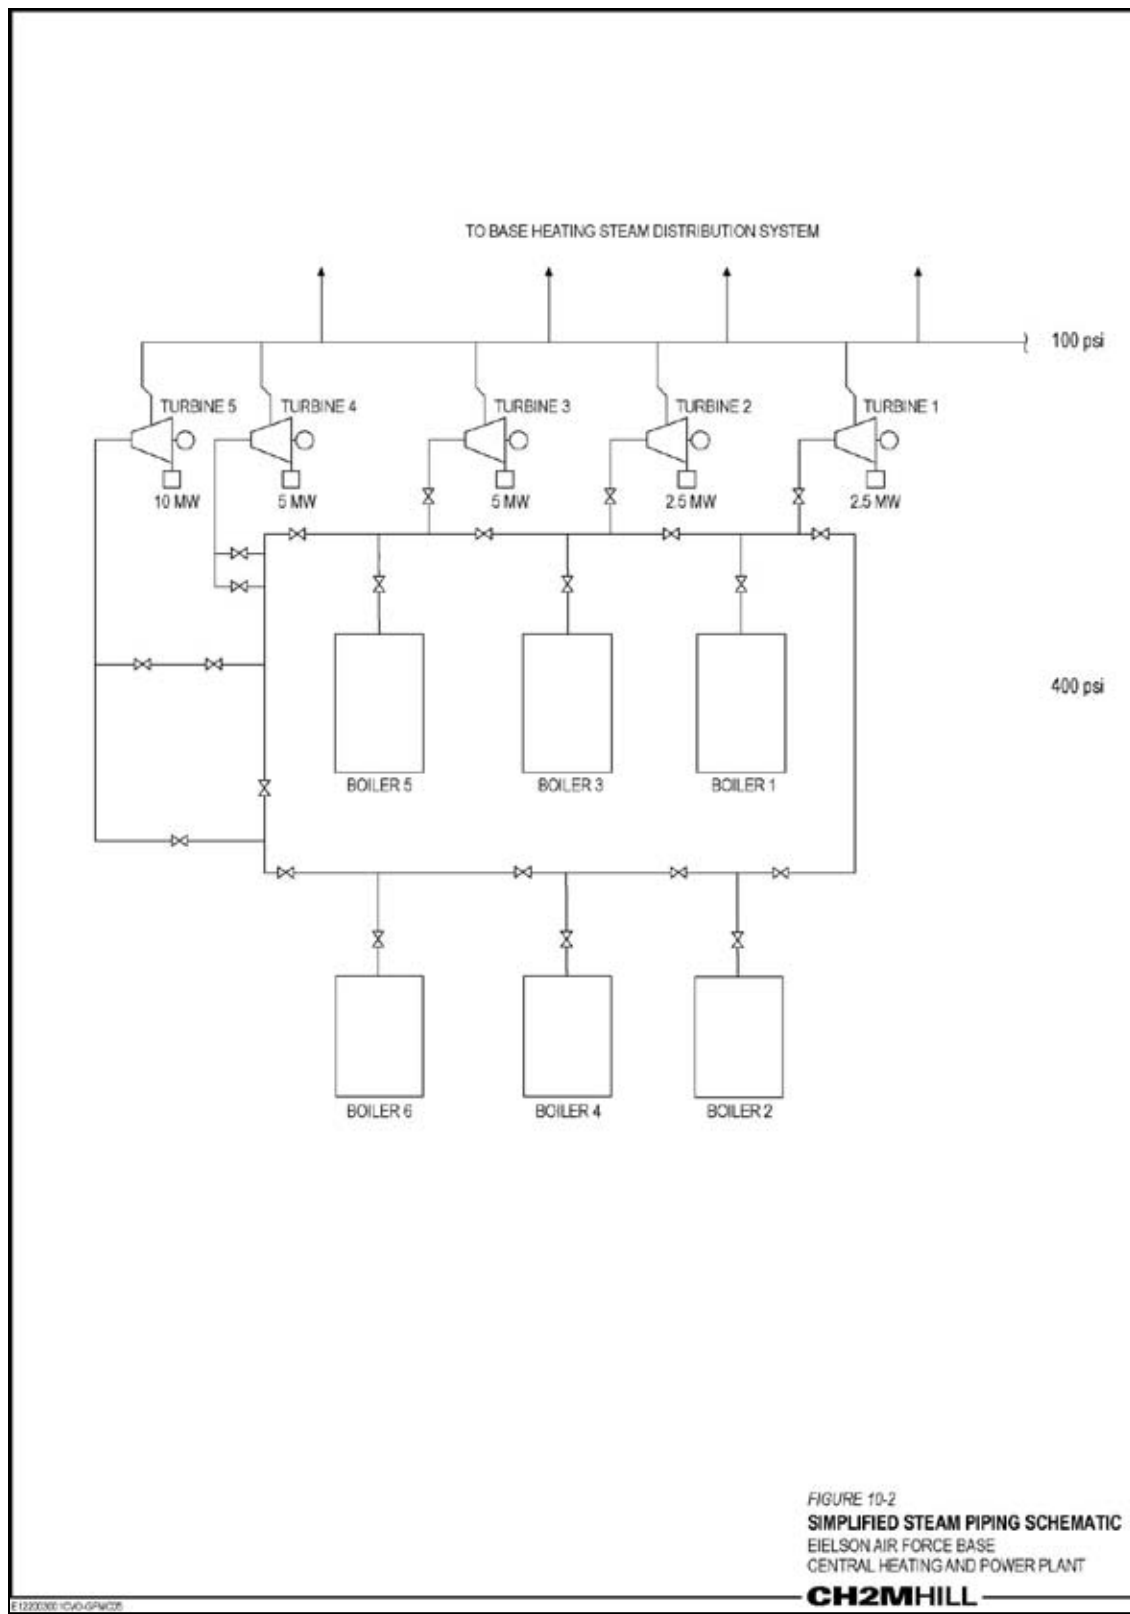 TO BASE HEATING STEAM DISTRIBUTION SYSTEM
100 psi
TURBINE 5
TURBINE 4
TURBINE 3
TURBINE 2
TURBINE 1
10 MW
5 MW
5 MW
2.5 MW
2.5 MW
400 psi
BOILER 5
BOILER 3
BOILER 1
BOILER 6
BOILER 4
BOILER 2
FIGURE 10-2
SIMPLIFIED STEAM PIPING SCHEMATIC
EIELSON AIR FORCE BASE
CENTRAL HEATING AND POWER PLANT
CH2MHILL